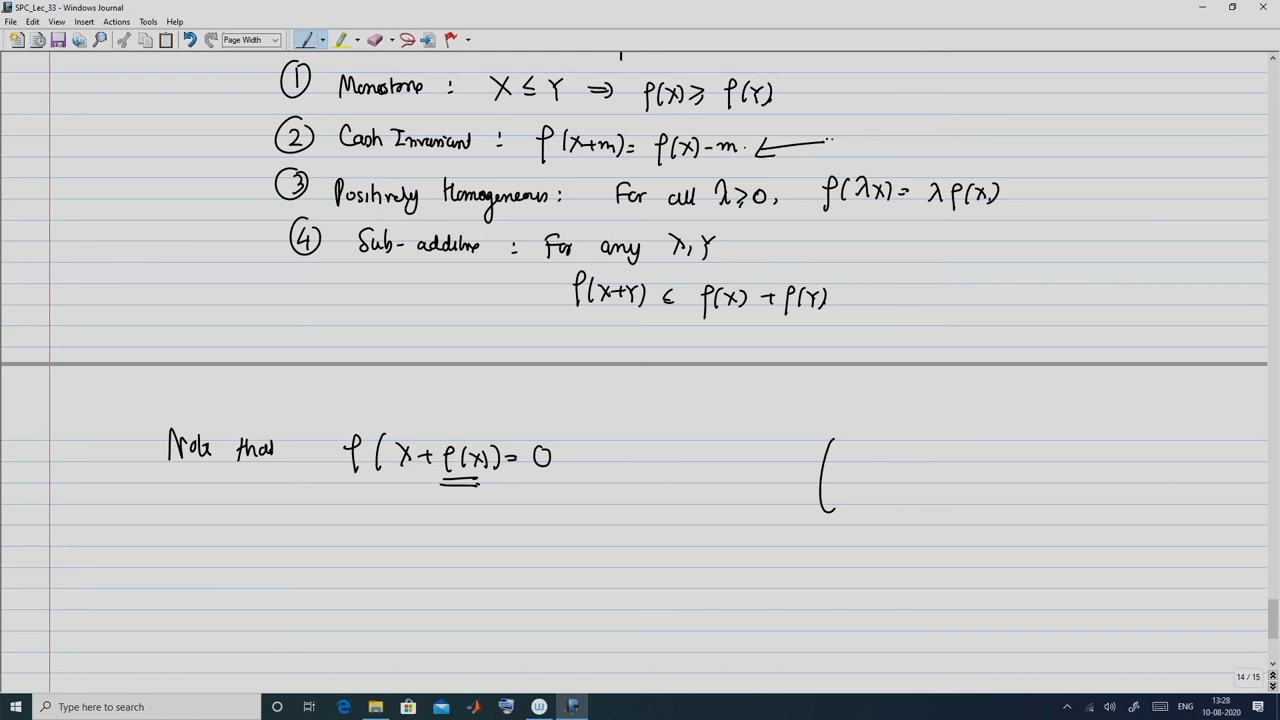 SPC_Lec_33 - Windows Journal
File Edit View Insert Actions Tools Help
Page Width
① Monotone : X ≤ Y ⇒ ρ(X) ≥ ρ(Y)
② Cash Invariant : ρ(X+m) = ρ(X) - m.
③ Positively Homogeneous: For all λ ≥ 0, ρ(λX) = λρ(X)
④ Sub-additive : For any X, Y
ρ(X+Y) ≤ ρ(X) + ρ(Y)
Note that ρ(X + ρ(X)) = 0
(
14 / 15
Type here to search
ENG
13:28
10-08-2020